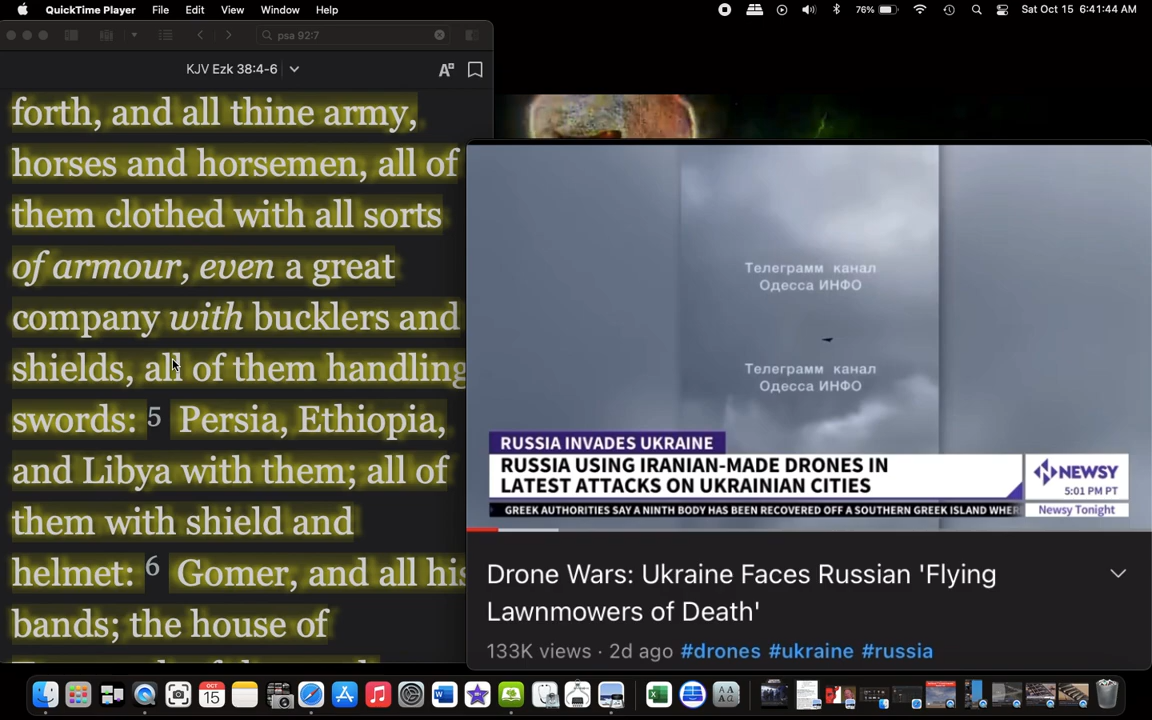 QuickTime Player File Edit View Window Help
76% Sat Oct 15 6:41:44 AM
psa 92:7
KJV Ezk 38:4-6
forth, and all thine army,
horses and horsemen, all of
them clothed with all sorts
of armour, even a great
company with bucklers and
shields, all of them handling
swords: 5 Persia, Ethiopia,
and Libya with them; all of
them with shield and
helmet: 6 Gomer, and all his
bands; the house of
Телеграмм канал
Одесса ИНФО
Телеграмм канал
Одесса ИНФО
RUSSIA INVADES UKRAINE
RUSSIA USING IRANIAN-MADE DRONES IN
LATEST ATTACKS ON UKRAINIAN CITIES
NEWSY
5:01 PM PT
GREEK AUTHORITIES SAY A NINTH BODY HAS BEEN RECOVERED OFF A SOUTHERN GREEK ISLAND WHER
Newsy Tonight
Drone Wars: Ukraine Faces Russian 'Flying
Lawnmowers of Death'
133K views · 2d ago #drones #ukraine #russia
OCT
15